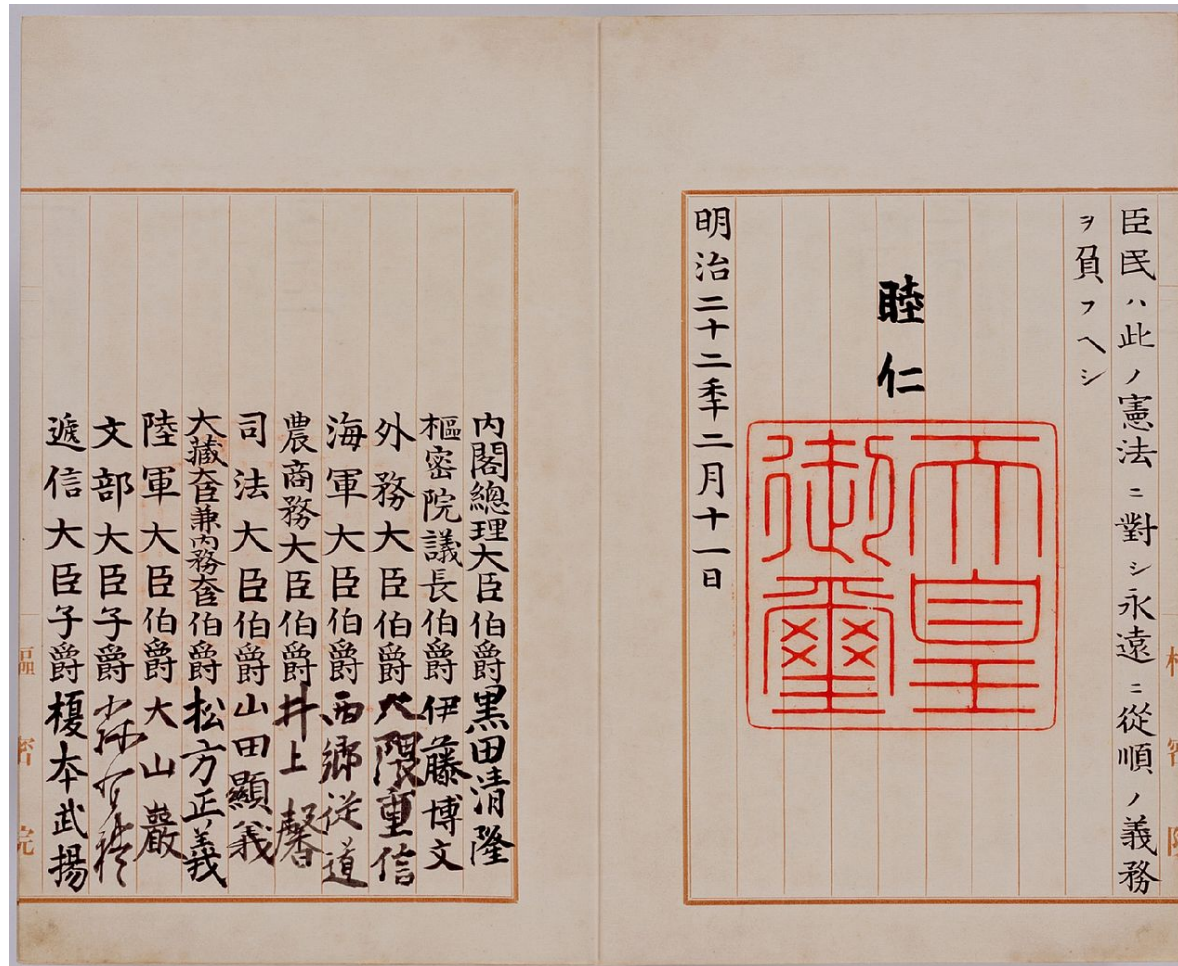 臣民ハ此ノ憲法ニ對シ永遠ニ從順ノ義務
ヲ負フヘシ
睦仁
天皇
御璽
明治二十二年二月十一日
內閣總理大臣伯爵黒田清隆
樞密院議長伯爵伊藤博文
外務大臣伯爵大隈重信
海軍大臣伯爵西郷従道
農商務大臣伯爵井上馨
司法大臣伯爵山田顯義
大藏大臣兼內務大臣伯爵松方正義
陸軍大臣伯爵大山巖
文部大臣子爵森有禮
遞信大臣子爵榎本武揚
樞密院